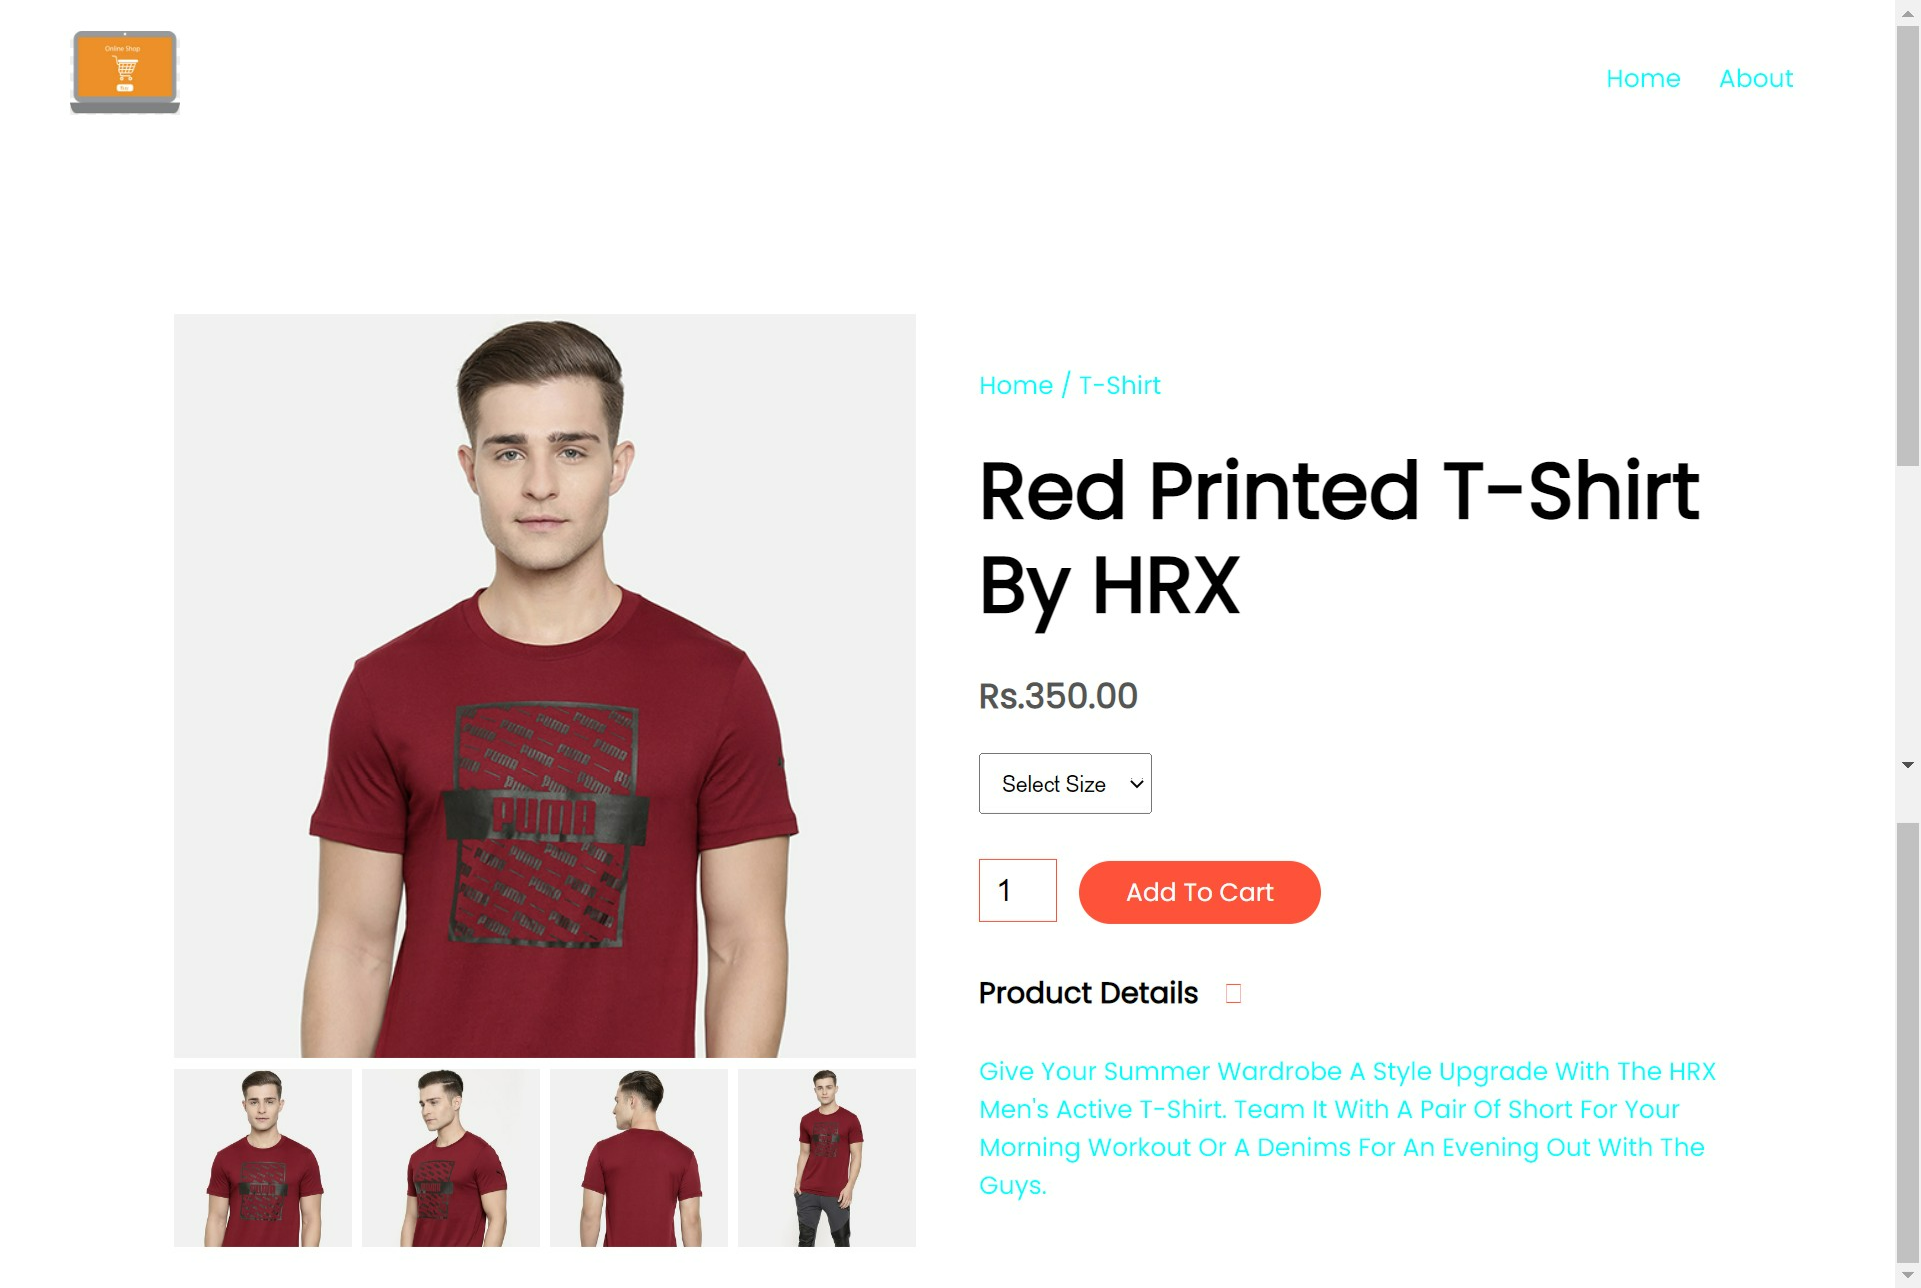 Online Shop
Home
About
Home / T-Shirt
Red Printed T-Shirt
By HRX
Rs.350.00
Select Size
1
Add To Cart
Product Details
Give Your Summer Wardrobe A Style Upgrade With The HRX
Men's Active T-Shirt. Team It With A Pair Of Short For Your
Morning Workout Or A Denims For An Evening Out With The
Guys.
PUMA